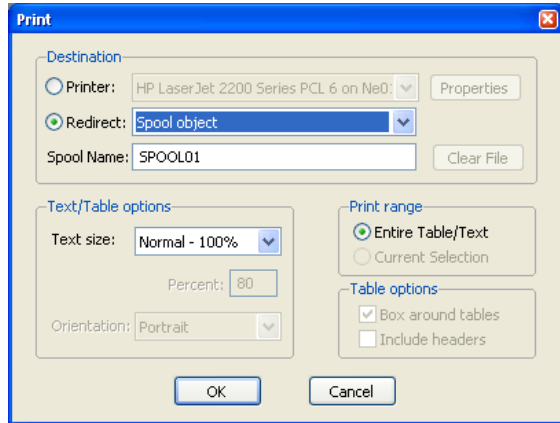 Print
Destination
Printer: HP LaserJet 2200 Series PCL 6 on Ne01 Properties
Redirect: Spool object
Spool Name: SPOOL01 Clear File
Text/Table options
Text size: Normal - 100%
Percent: 80
Orientation: Portrait
Print range
Entire Table/Text
Current Selection
Table options
Box around tables
Include headers
OK Cancel